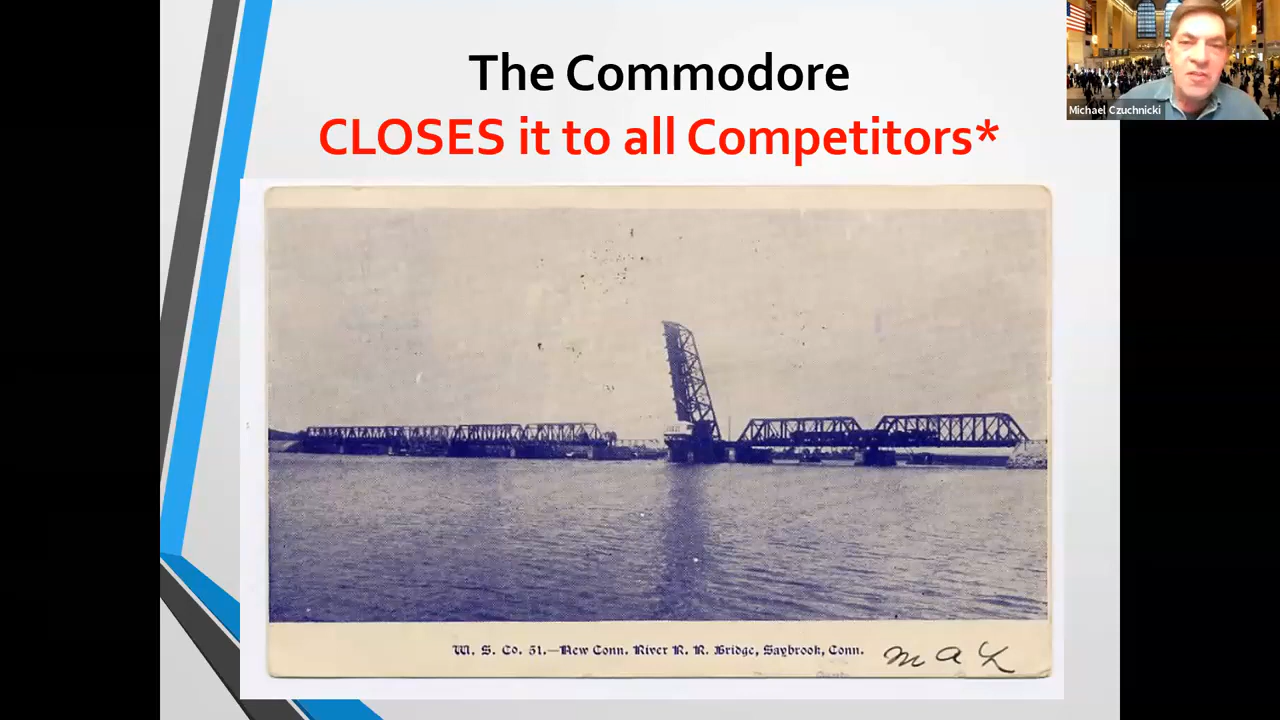 The Commodore
CLOSES it to all Competitors*
Michael Czuchnicki
W. S. Co. 51.—New Conn. River R. R. Bridge, Saybrook, Conn.